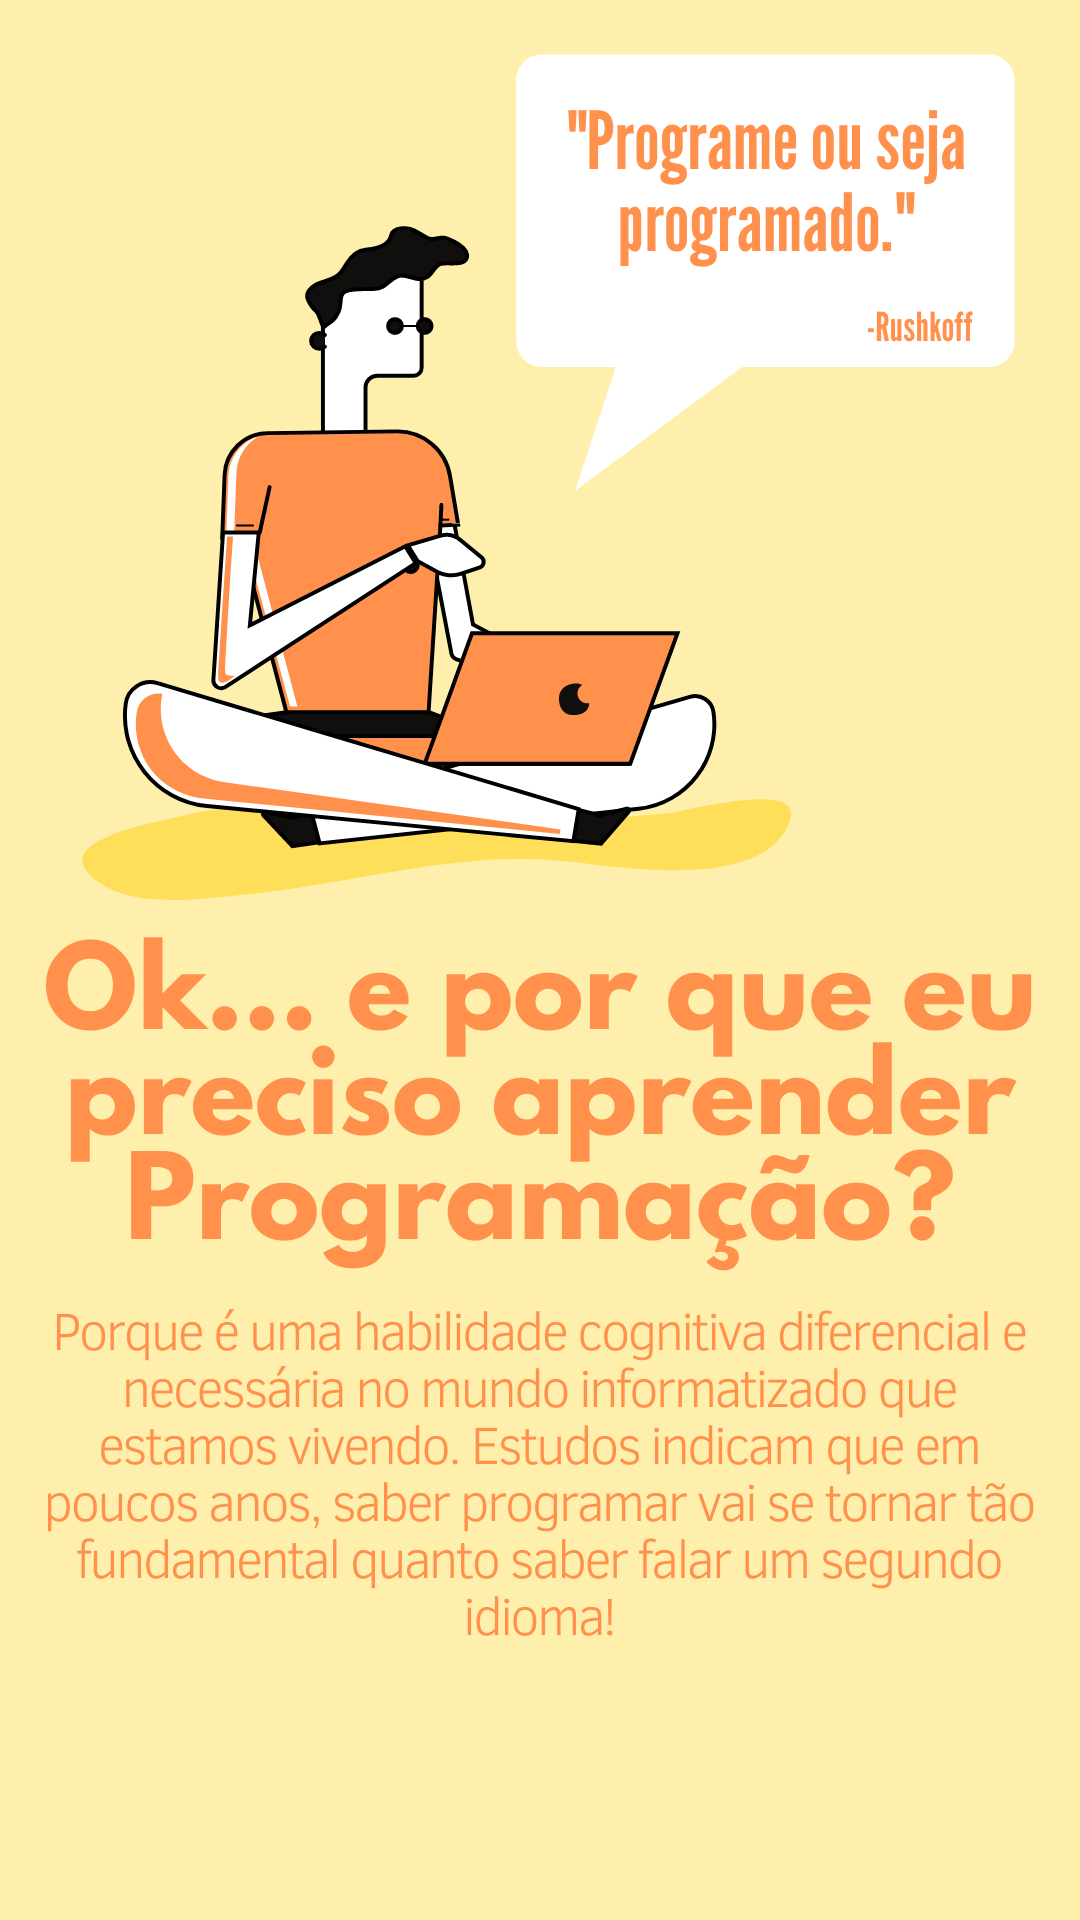 "Programe ou seja
programado."
-Rushkoff
Ok... e por que eu
preciso aprender
Programação?
Porque é uma habilidade cognitiva diferencial e
necessária no mundo informatizado que
estamos vivendo. Estudos indicam que em
poucos anos, saber programar vai se tornar tão
fundamental quanto saber falar um segundo
idioma!